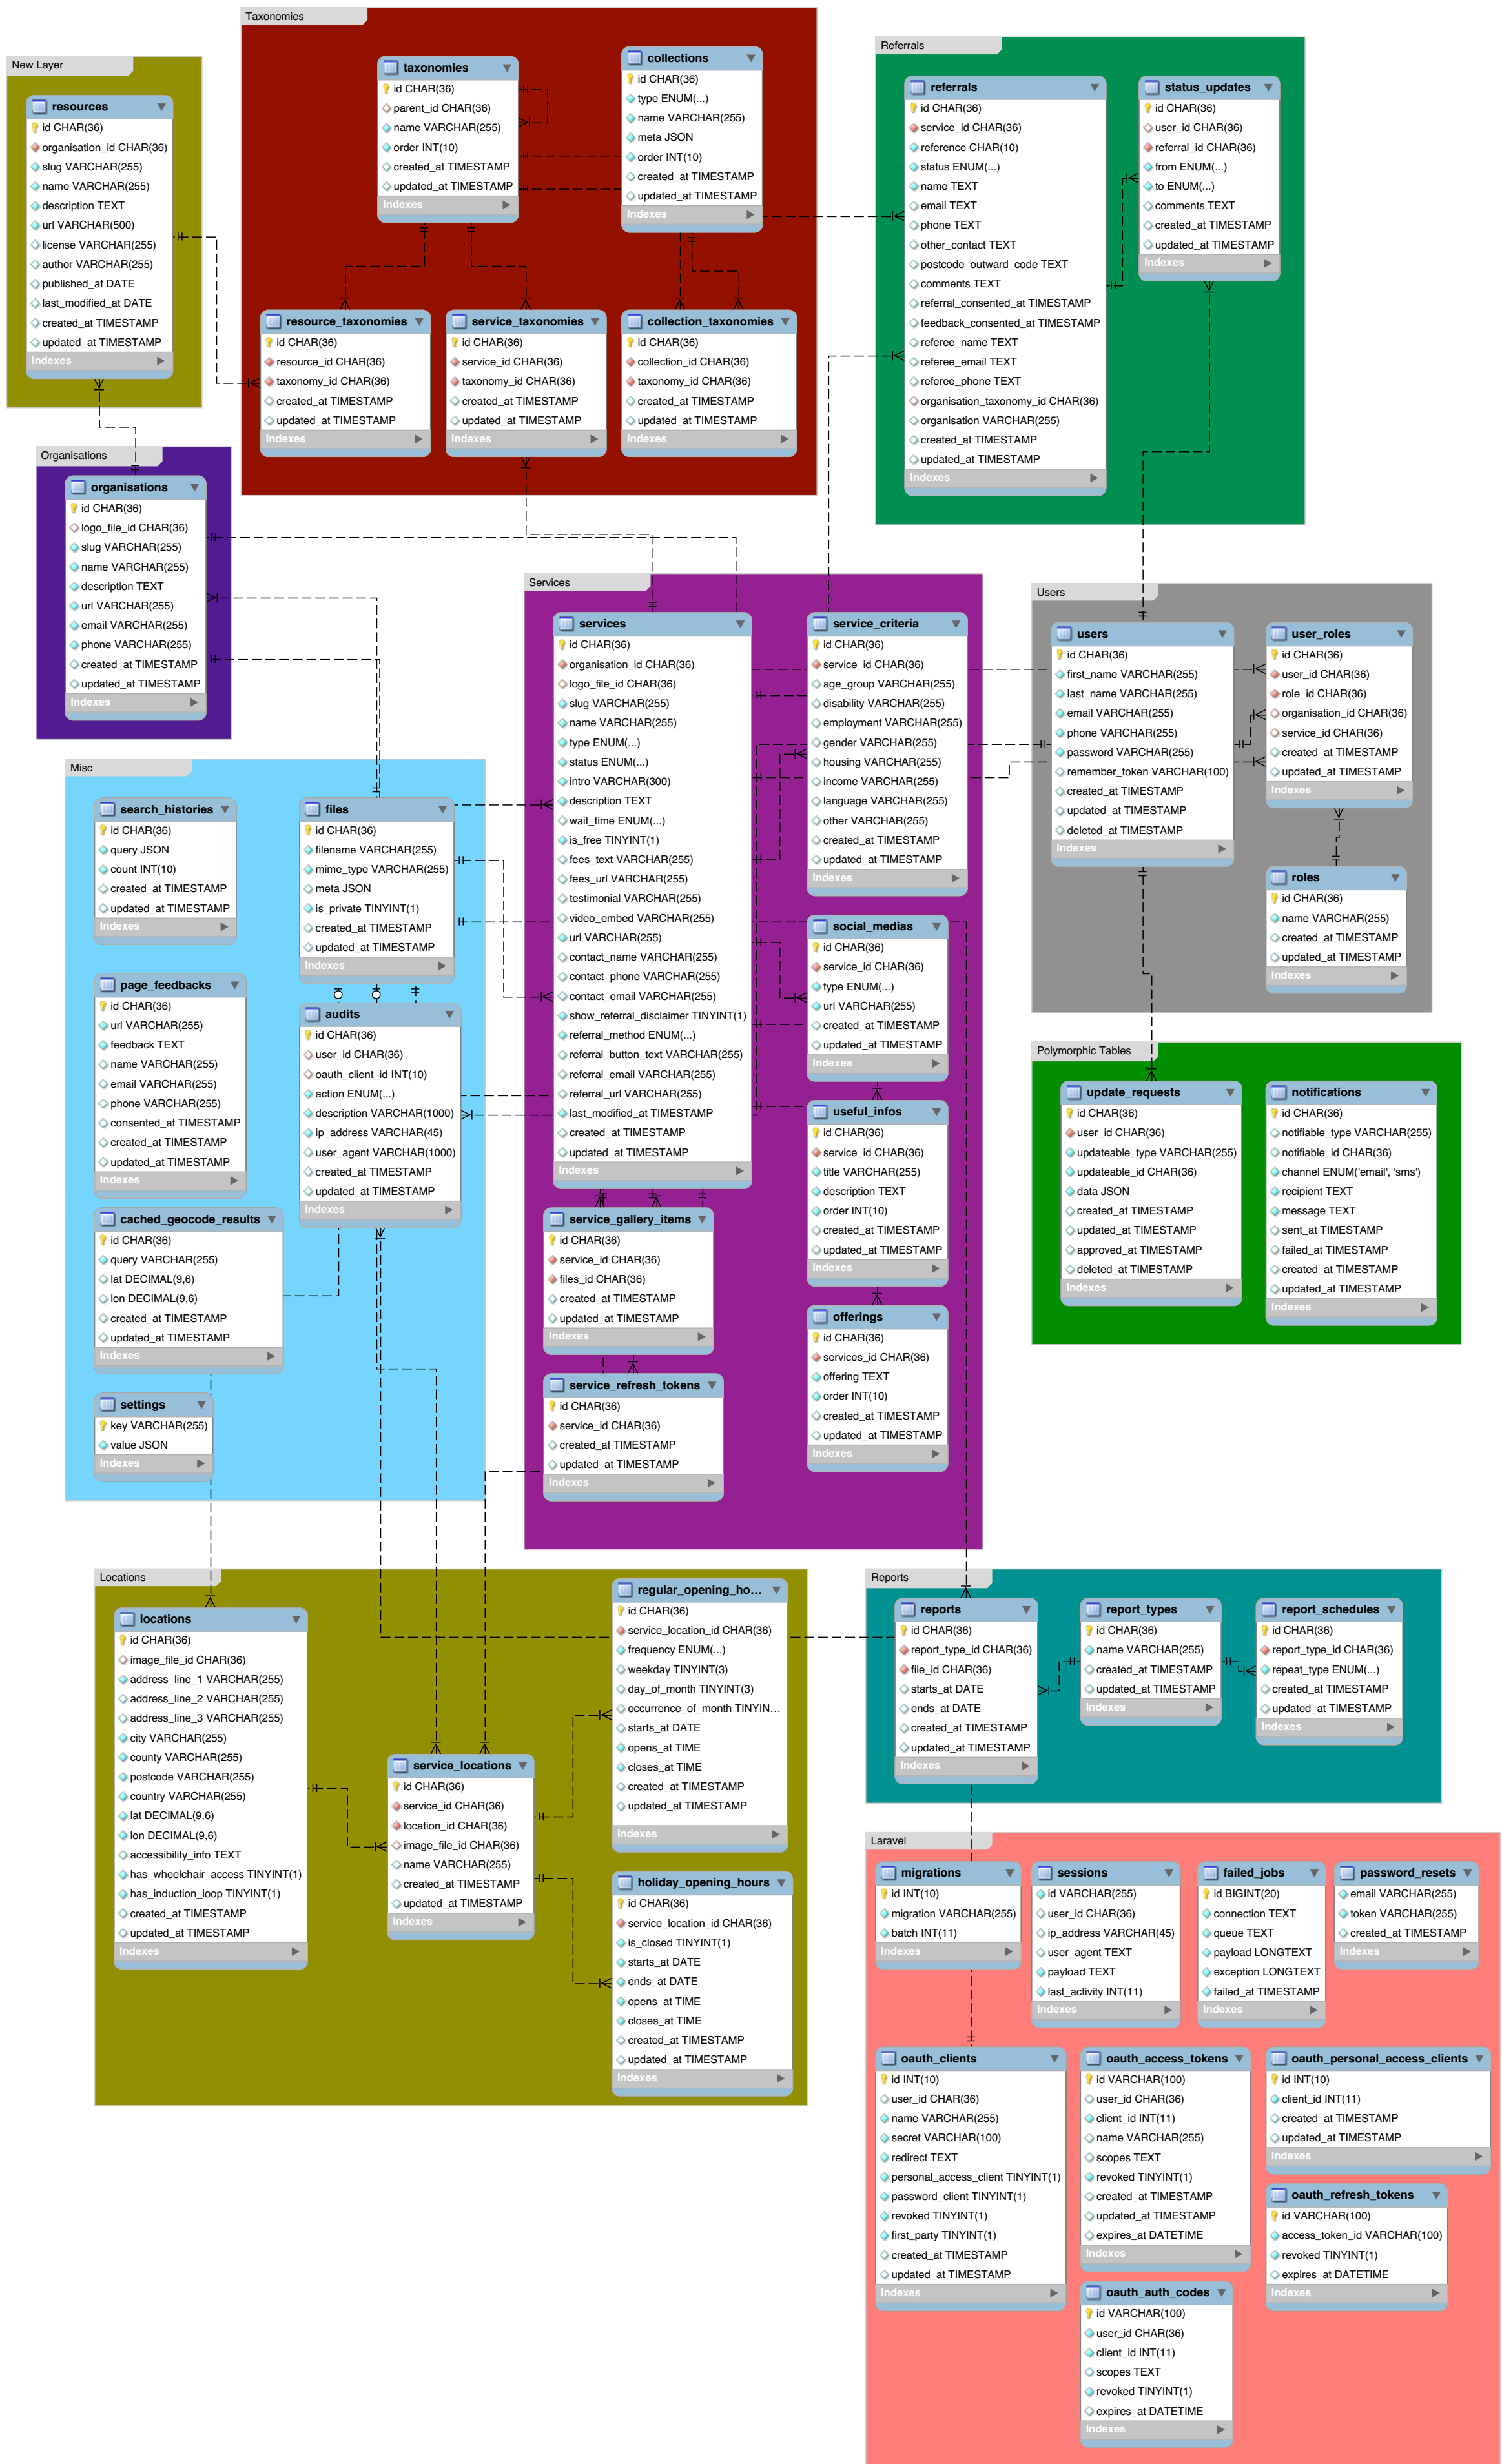 Taxonomies
taxonomies
id CHAR(36)
parent_id CHAR(36)
name VARCHAR(255)
order INT(10)
created_at TIMESTAMP
updated_at TIMESTAMP
Indexes
collections
id CHAR(36)
type ENUM(...)
name VARCHAR(255)
meta JSON
order INT(10)
created_at TIMESTAMP
updated_at TIMESTAMP
Indexes
resource_taxonomies
id CHAR(36)
resource_id CHAR(36)
taxonomy_id CHAR(36)
created_at TIMESTAMP
updated_at TIMESTAMP
Indexes
service_taxonomies
id CHAR(36)
service_id CHAR(36)
taxonomy_id CHAR(36)
created_at TIMESTAMP
updated_at TIMESTAMP
Indexes
collection_taxonomies
id CHAR(36)
collection_id CHAR(36)
taxonomy_id CHAR(36)
created_at TIMESTAMP
updated_at TIMESTAMP
Indexes
New Layer
resources
id CHAR(36)
organisation_id CHAR(36)
slug VARCHAR(255)
name VARCHAR(255)
description TEXT
url VARCHAR(500)
license VARCHAR(255)
author VARCHAR(255)
published_at DATE
last_modified_at DATE
created_at TIMESTAMP
updated_at TIMESTAMP
Indexes
Referrals
referrals
id CHAR(36)
service_id CHAR(36)
reference CHAR(10)
status ENUM(...)
name TEXT
email TEXT
phone TEXT
other_contact TEXT
postcode_outward_code TEXT
comments TEXT
referral_consented_at TIMESTAMP
feedback_consented_at TIMESTAMP
referee_name TEXT
referee_email TEXT
referee_phone TEXT
organisation_taxonomy_id CHAR(36)
organisation VARCHAR(255)
created_at TIMESTAMP
updated_at TIMESTAMP
Indexes
status_updates
id CHAR(36)
user_id CHAR(36)
referral_id CHAR(36)
from ENUM(...)
to ENUM(...)
comments TEXT
created_at TIMESTAMP
updated_at TIMESTAMP
Indexes
Organisations
organisations
id CHAR(36)
logo_file_id CHAR(36)
slug VARCHAR(255)
name VARCHAR(255)
description TEXT
url VARCHAR(255)
email VARCHAR(255)
phone VARCHAR(255)
created_at TIMESTAMP
updated_at TIMESTAMP
Indexes
Services
services
id CHAR(36)
organisation_id CHAR(36)
logo_file_id CHAR(36)
slug VARCHAR(255)
name VARCHAR(255)
type ENUM(...)
status ENUM(...)
intro VARCHAR(300)
description TEXT
wait_time ENUM(...)
is_free TINYINT(1)
fees_text VARCHAR(255)
fees_url VARCHAR(255)
testimonial VARCHAR(255)
video_embed VARCHAR(255)
url VARCHAR(255)
contact_name VARCHAR(255)
contact_phone VARCHAR(255)
contact_email VARCHAR(255)
show_referral_disclaimer TINYINT(1)
referral_method ENUM(...)
referral_button_text VARCHAR(255)
referral_email VARCHAR(255)
referral_url VARCHAR(255)
last_modified_at TIMESTAMP
created_at TIMESTAMP
updated_at TIMESTAMP
Indexes
service_criteria
id CHAR(36)
service_id CHAR(36)
age_group VARCHAR(255)
disability VARCHAR(255)
employment VARCHAR(255)
gender VARCHAR(255)
housing VARCHAR(255)
income VARCHAR(255)
language VARCHAR(255)
other VARCHAR(255)
created_at TIMESTAMP
updated_at TIMESTAMP
Indexes
social_medias
id CHAR(36)
service_id CHAR(36)
type ENUM(...)
url VARCHAR(255)
created_at TIMESTAMP
updated_at TIMESTAMP
Indexes
useful_infos
id CHAR(36)
service_id CHAR(36)
title VARCHAR(255)
description TEXT
order INT(10)
created_at TIMESTAMP
updated_at TIMESTAMP
Indexes
offerings
id CHAR(36)
services_id CHAR(36)
offering TEXT
order INT(10)
created_at TIMESTAMP
updated_at TIMESTAMP
Indexes
service_gallery_items
id CHAR(36)
service_id CHAR(36)
files_id CHAR(36)
created_at TIMESTAMP
updated_at TIMESTAMP
Indexes
service_refresh_tokens
id CHAR(36)
service_id CHAR(36)
created_at TIMESTAMP
updated_at TIMESTAMP
Indexes
Users
users
id CHAR(36)
first_name VARCHAR(255)
last_name VARCHAR(255)
email VARCHAR(255)
phone VARCHAR(255)
password VARCHAR(255)
remember_token VARCHAR(100)
created_at TIMESTAMP
updated_at TIMESTAMP
deleted_at TIMESTAMP
Indexes
user_roles
id CHAR(36)
user_id CHAR(36)
role_id CHAR(36)
organisation_id CHAR(36)
service_id CHAR(36)
created_at TIMESTAMP
updated_at TIMESTAMP
Indexes
roles
id CHAR(36)
name VARCHAR(255)
created_at TIMESTAMP
updated_at TIMESTAMP
Indexes
Misc
search_histories
id CHAR(36)
query JSON
count INT(10)
created_at TIMESTAMP
updated_at TIMESTAMP
Indexes
files
id CHAR(36)
filename VARCHAR(255)
mime_type VARCHAR(255)
meta JSON
is_private TINYINT(1)
created_at TIMESTAMP
updated_at TIMESTAMP
Indexes
page_feedbacks
id CHAR(36)
url VARCHAR(255)
feedback TEXT
name VARCHAR(255)
email VARCHAR(255)
phone VARCHAR(255)
consented_at TIMESTAMP
created_at TIMESTAMP
updated_at TIMESTAMP
Indexes
audits
id CHAR(36)
user_id CHAR(36)
oauth_client_id INT(10)
action ENUM(...)
description VARCHAR(1000)
ip_address VARCHAR(45)
user_agent VARCHAR(1000)
created_at TIMESTAMP
updated_at TIMESTAMP
Indexes
cached_geocode_results
id CHAR(36)
query VARCHAR(255)
lat DECIMAL(9,6)
lon DECIMAL(9,6)
created_at TIMESTAMP
updated_at TIMESTAMP
Indexes
settings
key VARCHAR(255)
value JSON
Indexes
Polymorphic Tables
update_requests
id CHAR(36)
user_id CHAR(36)
updateable_type VARCHAR(255)
updateable_id CHAR(36)
data JSON
created_at TIMESTAMP
updated_at TIMESTAMP
approved_at TIMESTAMP
deleted_at TIMESTAMP
Indexes
notifications
id CHAR(36)
notifiable_type VARCHAR(255)
notifiable_id CHAR(36)
channel ENUM('email', 'sms')
recipient TEXT
message TEXT
sent_at TIMESTAMP
failed_at TIMESTAMP
created_at TIMESTAMP
updated_at TIMESTAMP
Indexes
Locations
locations
id CHAR(36)
image_file_id CHAR(36)
address_line_1 VARCHAR(255)
address_line_2 VARCHAR(255)
address_line_3 VARCHAR(255)
city VARCHAR(255)
county VARCHAR(255)
postcode VARCHAR(255)
country VARCHAR(255)
lat DECIMAL(9,6)
lon DECIMAL(9,6)
accessibility_info TEXT
has_wheelchair_access TINYINT(1)
has_induction_loop TINYINT(1)
created_at TIMESTAMP
updated_at TIMESTAMP
Indexes
service_locations
id CHAR(36)
service_id CHAR(36)
location_id CHAR(36)
image_file_id CHAR(36)
name VARCHAR(255)
created_at TIMESTAMP
updated_at TIMESTAMP
Indexes
regular_opening_ho...
id CHAR(36)
service_location_id CHAR(36)
frequency ENUM(...)
weekday TINYINT(3)
day_of_month TINYINT(3)
occurrence_of_month TINYIN...
starts_at DATE
opens_at TIME
closes_at TIME
created_at TIMESTAMP
updated_at TIMESTAMP
Indexes
holiday_opening_hours
id CHAR(36)
service_location_id CHAR(36)
is_closed TINYINT(1)
starts_at DATE
ends_at DATE
opens_at TIME
closes_at TIME
created_at TIMESTAMP
updated_at TIMESTAMP
Indexes
Reports
reports
id CHAR(36)
report_type_id CHAR(36)
file_id CHAR(36)
starts_at DATE
ends_at DATE
created_at TIMESTAMP
updated_at TIMESTAMP
Indexes
report_types
id CHAR(36)
name VARCHAR(255)
created_at TIMESTAMP
updated_at TIMESTAMP
Indexes
report_schedules
id CHAR(36)
report_type_id CHAR(36)
repeat_type ENUM(...)
created_at TIMESTAMP
updated_at TIMESTAMP
Indexes
Laravel
migrations
id INT(10)
migration VARCHAR(255)
batch INT(11)
Indexes
sessions
id VARCHAR(255)
user_id CHAR(36)
ip_address VARCHAR(45)
user_agent TEXT
payload TEXT
last_activity INT(11)
Indexes
failed_jobs
id BIGINT(20)
connection TEXT
queue TEXT
payload LONGTEXT
exception LONGTEXT
failed_at TIMESTAMP
Indexes
password_resets
email VARCHAR(255)
token VARCHAR(255)
created_at TIMESTAMP
Indexes
oauth_clients
id INT(10)
user_id CHAR(36)
name VARCHAR(255)
secret VARCHAR(100)
redirect TEXT
personal_access_client TINYINT(1)
password_client TINYINT(1)
revoked TINYINT(1)
first_party TINYINT(1)
created_at TIMESTAMP
updated_at TIMESTAMP
Indexes
oauth_access_tokens
id VARCHAR(100)
user_id CHAR(36)
client_id INT(11)
name VARCHAR(255)
scopes TEXT
revoked TINYINT(1)
created_at TIMESTAMP
updated_at TIMESTAMP
expires_at DATETIME
Indexes
oauth_personal_access_clients
id INT(10)
client_id INT(11)
created_at TIMESTAMP
updated_at TIMESTAMP
Indexes
oauth_refresh_tokens
id VARCHAR(100)
access_token_id VARCHAR(100)
revoked TINYINT(1)
expires_at DATETIME
Indexes
oauth_auth_codes
id VARCHAR(100)
user_id CHAR(36)
client_id INT(11)
scopes TEXT
revoked TINYINT(1)
expires_at DATETIME
Indexes